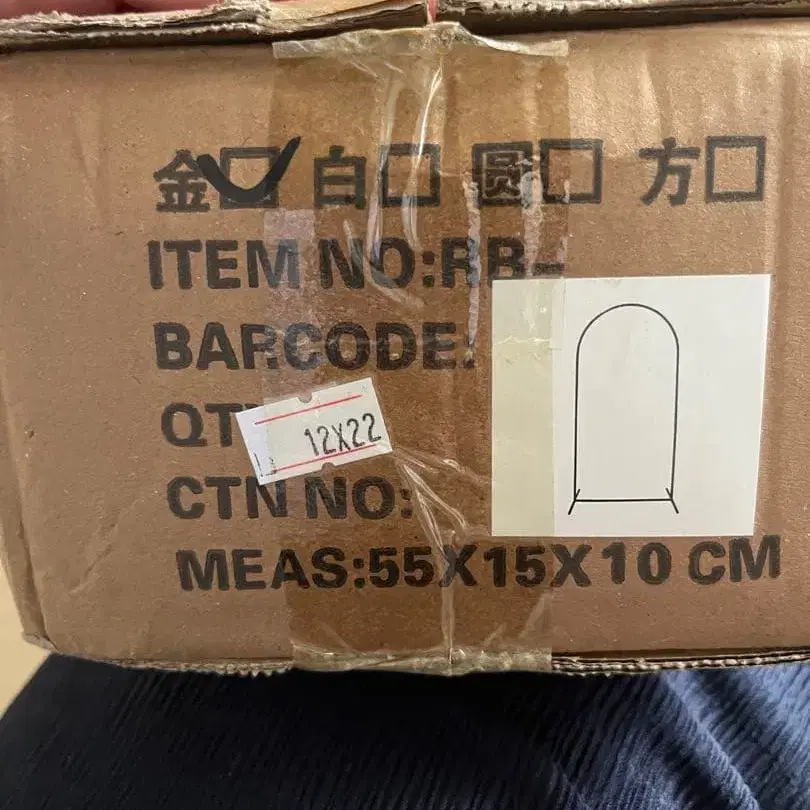 金☑ 白□ 圆□ 方□
ITEM NO:RB-
BARCODE:
QTY
12X22
CTN NO:
MEAS:55X15X10 CM